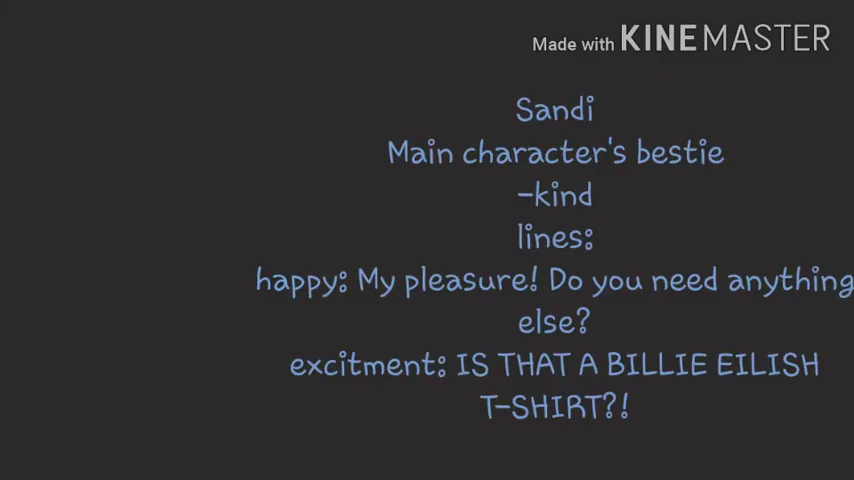 Made with KINEMASTER
Sandi
Main character's bestie
-kind
lines:
happy: My pleasure! Do you need anything
else?
excitment: IS THAT A BILLIE EILISH
T-SHIRT?!